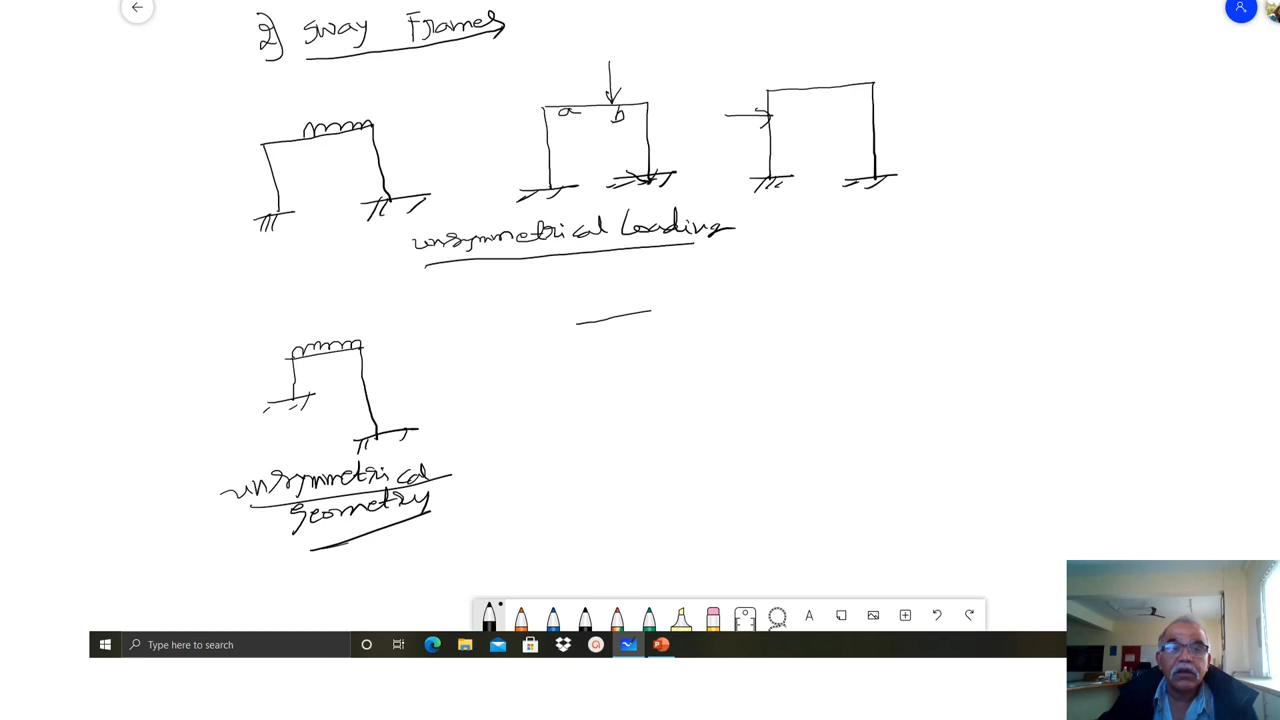 2) Sway Frames
a b
unsymmetrical Loading
unsymmetrical
geometry
A
Type here to search